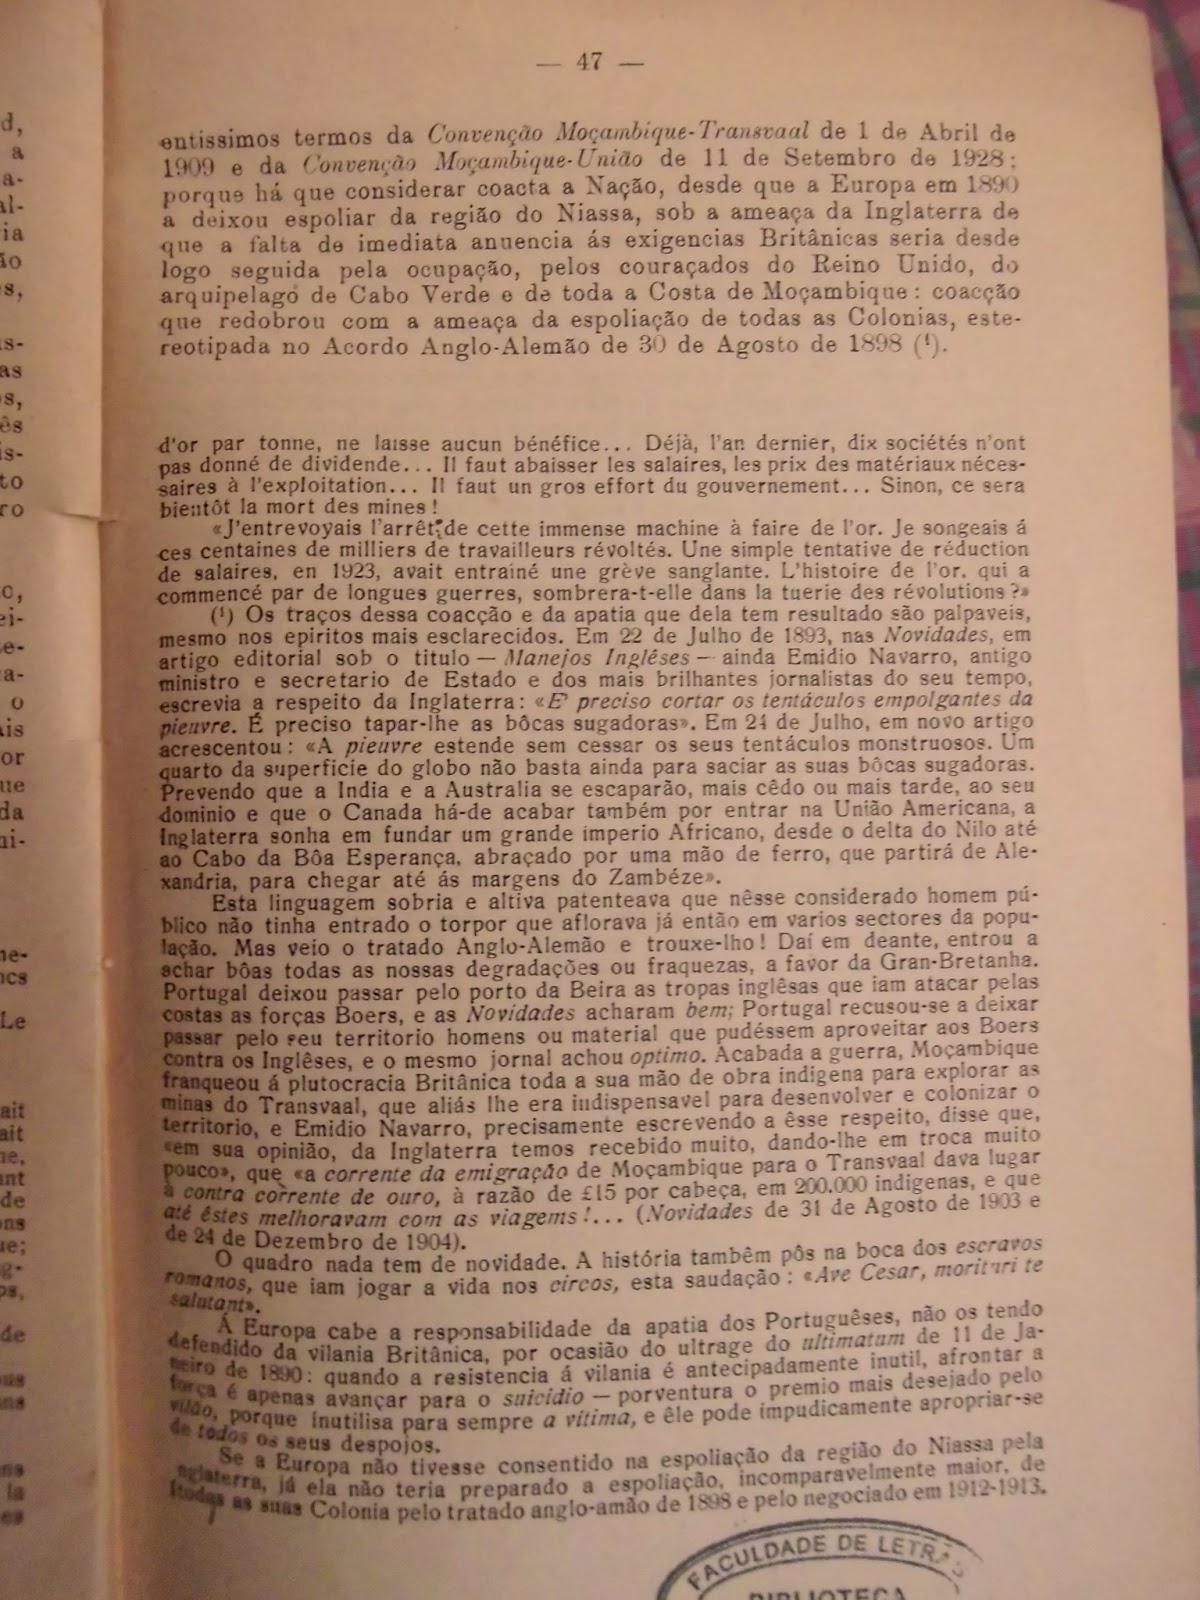 — 47 —
entissimos termos da Convenção Moçambique-Transvaal de 1 de Abril de
1909 e da Convenção Moçambique-União de 11 de Setembro de 1928;
porque há que considerar coacta a Nação, desde que a Europa em 1890
a deixou espoliar da região do Niassa, sob a ameaça da Inglaterra de
que a falta de imediata anuencia ás exigencias Britânicas seria desde
logo seguida pela ocupação, pelos couraçados do Reino Unido, do
arquipelago de Cabo Verde e de toda a Costa de Moçambique: coacção
que redobrou com a ameaça da espoliação de todas as Colonias, este-
reotipada no Acordo Anglo-Alemão de 30 de Agosto de 1898 (¹).
d'or par tonne, ne laisse aucun bénéfice... Déjà, l'an dernier, dix sociétés n'ont
pas donné de dividende... Il faut abaisser les salaires, les prix des matériaux néces-
saires à l'exploitation... Il faut un gros effort du gouvernement... Sinon, ce sera
bientôt la mort des mines!
«J'entrevoyais l'arrêt de cette immense machine à faire de l'or. Je songeais á
ces centaines de milliers de travailleurs révoltés. Une simple tentative de réduction
de salaires, en 1923, avait entrainé une grève sanglante. L'histoire de l'or, qui a
commencé par de longues guerres, sombrera-t-elle dans la tuerie des révolutions?»
(¹) Os traços dessa coacção e da apatia que dela tem resultado são palpaveis,
mesmo nos epiritos mais esclarecidos. Em 22 de Julho de 1893, nas Novidades, em
artigo editorial sob o titulo — Manejos Inglêses — ainda Emidio Navarro, antigo
ministro e secretario de Estado e dos mais brilhantes jornalistas do seu tempo,
escrevia a respeito da Inglaterra: «E' preciso cortar os tentáculos empolgantes da
pieuvre. É preciso tapar-lhe as bôcas sugadoras». Em 24 de Julho, em novo artigo
acrescentou: «A pieuvre estende sem cessar os seus tentáculos monstruosos. Um
quarto da superficie do globo não basta ainda para saciar as suas bôcas sugadoras.
Prevendo que a India e a Australia se escaparão, mais cêdo ou mais tarde, ao seu
dominio e que o Canada há-de acabar também por entrar na União Americana, a
Inglaterra sonha em fundar um grande imperio Africano, desde o delta do Nilo até
ao Cabo da Bôa Esperança, abraçado por uma mão de ferro, que partirá de Ale-
xandria, para chegar até ás margens do Zambéze».
Esta linguagem sobria e altiva patenteava que nêsse considerado homem pú-
blico não tinha entrado o torpor que aflorava já então em varios sectores da popu-
lação. Mas veio o tratado Anglo-Alemão e trouxe-lho! Daí em deante, entrou a
achar bôas todas as nossas degradações ou fraquezas, a favor da Gran-Bretanha.
Portugal deixou passar pelo porto da Beira as tropas inglêsas que iam atacar pelas
costas as forças Boers, e as Novidades acharam bem; Portugal recusou-se a deixar
passar pelo seu territorio homens ou material que pudéssem aproveitar aos Boers
contra os Inglêses, e o mesmo jornal achou optimo. Acabada a guerra, Moçambique
franqueou á plutocracia Britânica toda a sua mão de obra indigena para explorar as
minas do Transvaal, que aliás lhe era indispensavel para desenvolver e colonizar o
territorio, e Emidio Navarro, precisamente escrevendo a êsse respeito, disse que,
«em sua opinião, da Inglaterra temos recebido muito, dando-lhe em troca muito
pouco», que «a corrente da emigração de Moçambique para o Transvaal dava lugar
à contra corrente de ouro, à razão de £15 por cabeça, em 200.000 indigenas, e que
até êstes melhoravam com as viagems!... (Novidades de 31 de Agosto de 1903 e
de 24 de Dezembro de 1904).
O quadro nada tem de novidade. A história tambêm pôs na boca dos escravos
romanos, que iam jogar a vida nos circos, esta saudação: «Ave Cesar, morituri te
salutant».
Á Europa cabe a responsabilidade da apatia dos Portuguêses, não os tendo
defendido da vilania Britânica, por ocasião do ultrage do ultimatum de 11 de Ja-
neiro de 1890: quando a resistencia á vilania é antecipadamente inutil, afrontar a
força é apenas avançar para o suicidio — porventura o premio mais desejado pelo
vilão, porque inutilisa para sempre a vítima, e êle pode impudicamente apropriar-se
de todos os seus despojos.
Se a Europa não tivesse consentido na espoliação da região do Niassa pela
nglaterra, já ela não teria preparado a espoliação, incomparavelmente maior, de
todas as suas Colonia pelo tratado anglo-amão de 1898 e pelo negociado em 1912-1913.
FACULDADE DE LETRAS
BIBLIOTECA